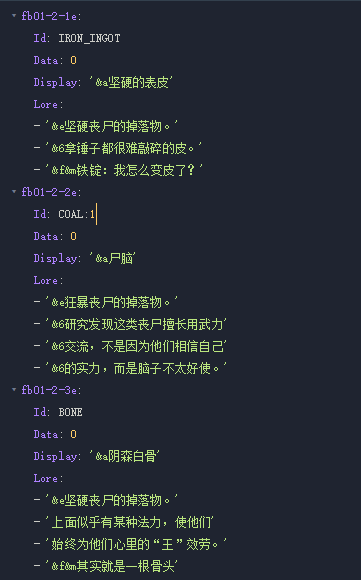 fb01-2-1e:
Id: IRON_INGOT
Data: 0
Display: '&a坚硬的表皮'
Lore:
- '&e坚硬丧尸的掉落物。'
- '&6拿锤子都很难敲碎的皮。'
- '&f&m铁锭：我怎么变皮了？'
fb01-2-2e:
Id: COAL:1
Data: 0
Display: '&a尸脑'
Lore:
- '&e狂暴丧尸的掉落物。'
- '&6研究发现这类丧尸擅长用武力'
- '&6交流，不是因为他们相信自己'
- '&6的实力，而是脑子不太好使。'
fb01-2-3e:
Id: BONE
Data: 0
Display: '&a阴森白骨'
Lore:
- '&e坚硬丧尸的掉落物。'
- '上面似乎有某种法力，使他们'
- '始终为他们心里的“王”效劳。'
- '&f&m其实就是一根骨头'